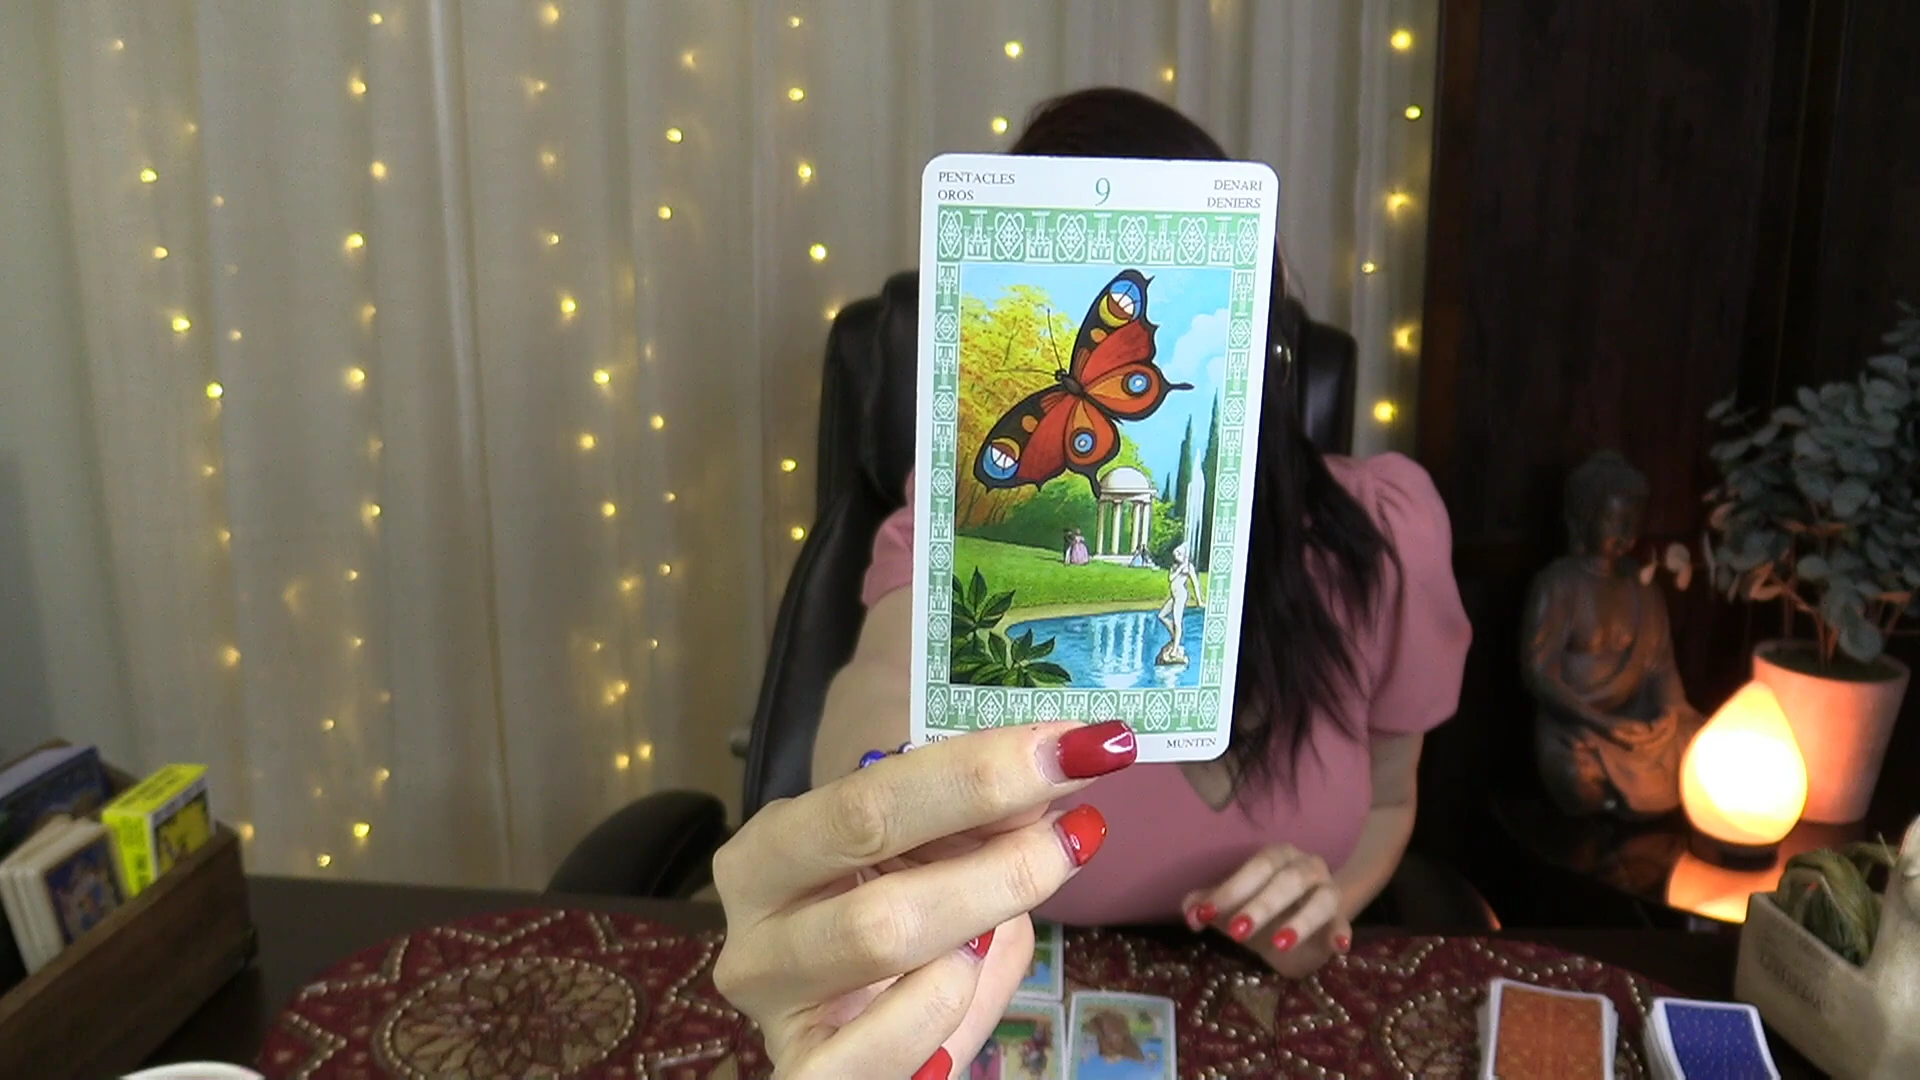 PENTACLES
OROS
9
DENARI
DENIERS
MUNTEN